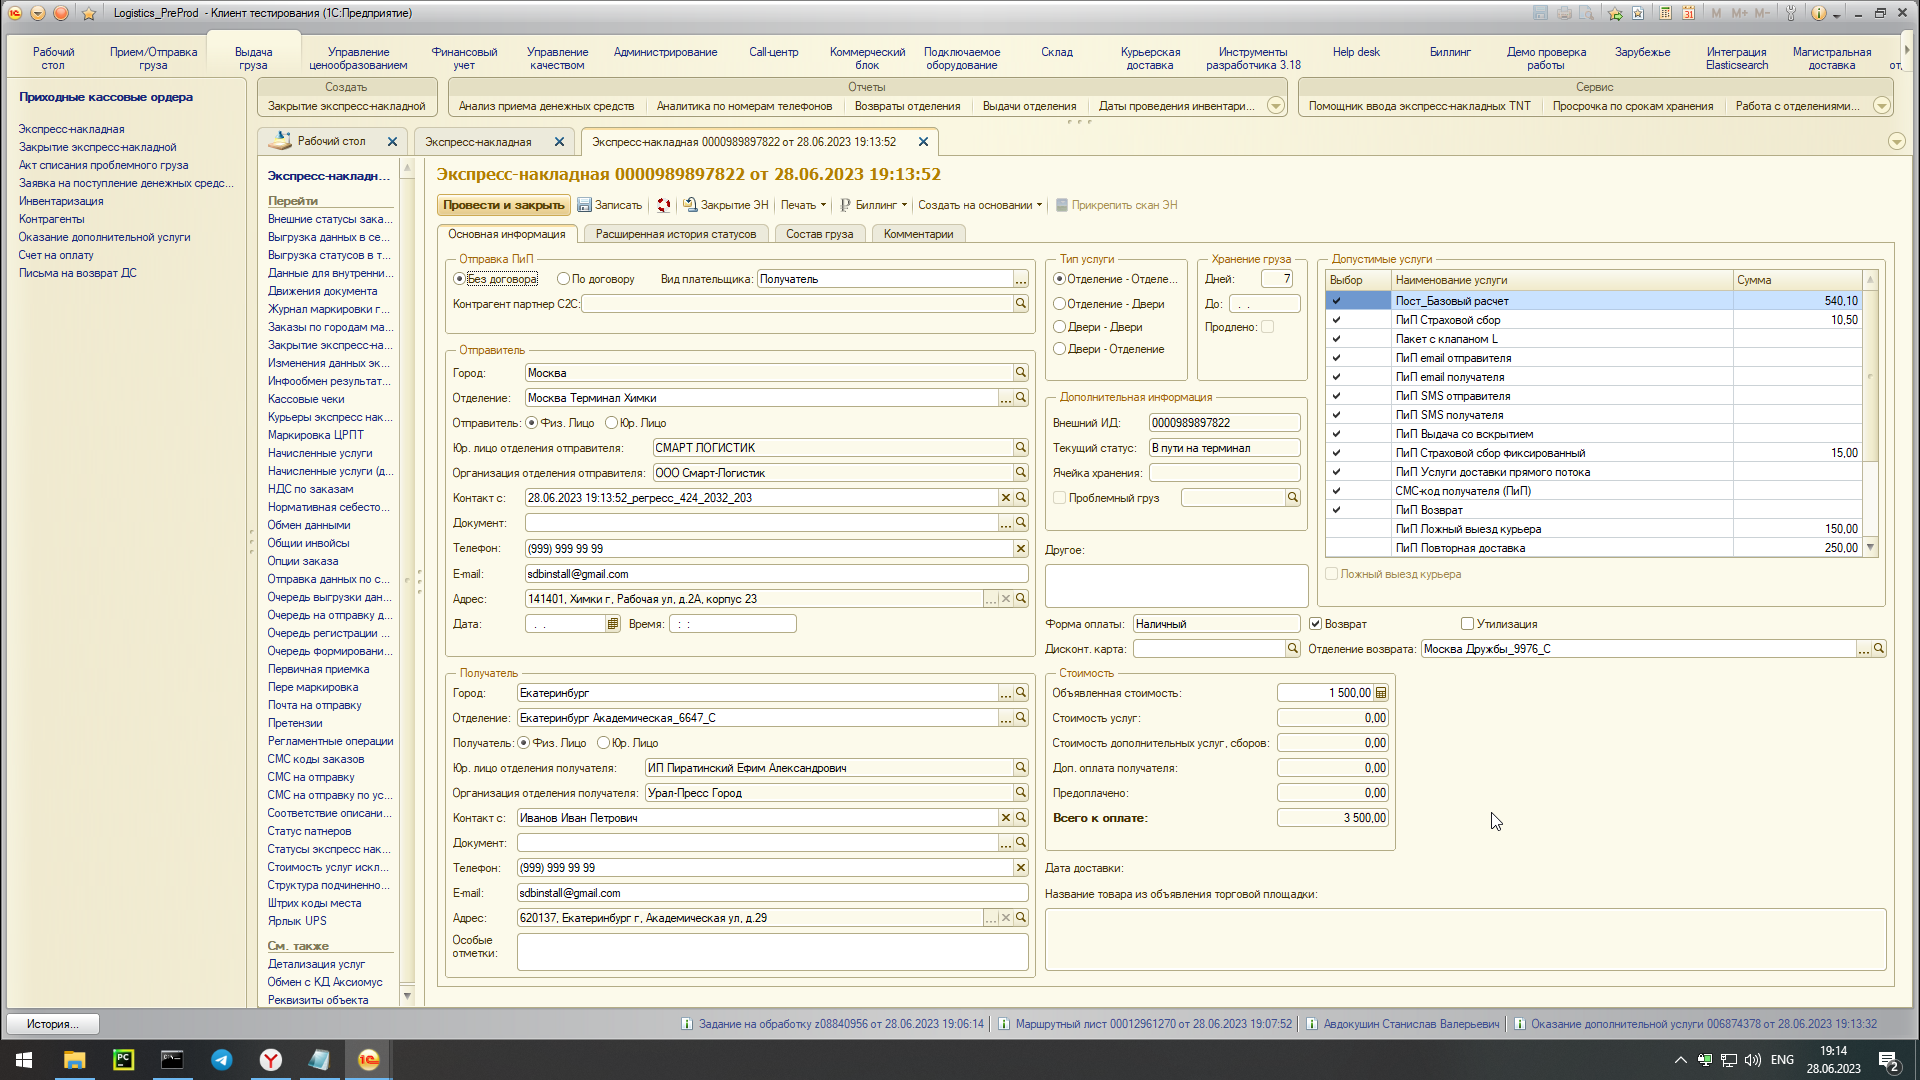 Logistics_PreProd - Клиент тестирования (1С:Предприятие)
M M+ M-
Рабочий стол
Прием/Отправка груза
Выдача груза
Управление ценообразованием
Финансовый учет
Управление качеством
Администрирование
Call-центр
Коммерческий блок
Подключаемое оборудование
Склад
Курьерская доставка
Инструменты разработчика 3.18
Help desk
Биллинг
Демо проверка работы
Зарубежье
Интеграция Elasticsearch
Магистральная доставка
от,
Приходные кассовые ордера
Экспресс-накладная
Закрытие экспресс-накладной
Акт списания проблемного груза
Заявка на поступление денежных средс...
Инвентаризация
Контрагенты
Оказание дополнительной услуги
Счет на оплату
Письма на возврат ДС
Создать
Закрытие экспресс-накладной
Отчеты
Анализ приема денежных средств
Аналитика по номерам телефонов
Возвраты отделения
Выдачи отделения
Даты проведения инвентари...
Сервис
Помощник ввода экспресс-накладных TNT
Просрочка по срокам хранения
Работа с отделениями...
Рабочий стол
Экспресс-накладная
Экспресс-накладная 0000989897822 от 28.06.2023 19:13:52
Экспресс-накладн...
Перейти
Внешние статусы зака...
Выгрузка данных в се...
Выгрузка статусов в т...
Данные для внутренни...
Движения документа
Журнал маркировки г...
Заказы по городам ма...
Закрытие экспресс-на...
Изменения данных эк...
Инфообмен результат...
Кассовые чеки
Курьеры экспресс нак...
Маркировка ЦРПТ
Начисленные услуги
Начисленные услуги (д...
НДС по заказам
Нормативная себесто...
Обмен данными
Общии инвойсы
Опции заказа
Отправка данных по с...
Очередь выгрузки дан...
Очередь на отправку д...
Очередь регистрации ...
Очередь формировани...
Первичная приемка
Пере маркировка
Почта на отправку
Претензии
Регламентные операции
СМС коды заказов
СМС на отправку
СМС на отправку по ус...
Соответствие описани...
Статус патнеров
Статусы экспресс нак...
Стоимость услуг искл...
Структура подчиненно...
Штрих коды места
Ярлык UPS
См. также
Детализация услуг
Обмен с КД Аксиомус
Реквизиты объекта
Экспресс-накладная 0000989897822 от 28.06.2023 19:13:52
Провести и закрыть
Записать
Закрытие ЭН
Печать
Биллинг
Создать на основании
Прикрепить скан ЭН
Основная информация
Расширенная история статусов
Состав груза
Комментарии
Отправка ПиП
Без договора
По договору
Вид плательщика: Получатель
Контрагент партнер С2С:
Отправитель
Город: Москва
Отделение: Москва Терминал Химки
Отправитель: Физ. Лицо Юр. Лицо
Юр. лицо отделения отправителя: СМАРТ ЛОГИСТИК
Организация отделения отправителя: ООО Смарт-Логистик
Контакт с: 28.06.2023 19:13:52_регресс_424_2032_203
Документ:
Телефон: (999) 999 99 99
E-mail: sdbinstall@gmail.com
Адрес: 141401, Химки г, Рабочая ул, д.2А, корпус 23
Дата: . . Время: : :
Получатель
Город: Екатеринбург
Отделение: Екатеринбург Академическая_6647_С
Получатель: Физ. Лицо Юр. Лицо
Юр. лицо отделения получателя: ИП Пиратинский Ефим Александрович
Организация отделения получателя: Урал-Пресс Город
Контакт с: Иванов Иван Петрович
Документ:
Телефон: (999) 999 99 99
E-mail: sdbinstall@gmail.com
Адрес: 620137, Екатеринбург г, Академическая ул, д.29
Особые отметки:
Тип услуги
Отделение - Отделе...
Отделение - Двери
Двери - Двери
Двери - Отделение
Хранение груза
Дней: 7
До: . .
Продлено:
Дополнительная информация
Внешний ИД: 0000989897822
Текущий статус: В пути на терминал
Ячейка хранения:
Проблемный груз
Другое:
Допустимые услуги
Выбор Наименование услуги Сумма
Пост_Базовый расчет 540,10
ПиП Страховой сбор 10,50
Пакет с клапаном L
ПиП email отправителя
ПиП email получателя
ПиП SMS отправителя
ПиП SMS получателя
ПиП Выдача со вскрытием
ПиП Страховой сбор фиксированный 15,00
ПиП Услуги доставки прямого потока
СМС-код получателя (ПиП)
ПиП Возврат
ПиП Ложный выезд курьера 150,00
ПиП Повторная доставка 250,00
Ложный выезд курьера
Форма оплаты: Наличный Возврат Утилизация
Дисконт. карта: Отделение возврата: Москва Дружбы_9976_С
Стоимость
Объявленная стоимость: 1 500,00
Стоимость услуг: 0,00
Стоимость дополнительных услуг, сборов: 0,00
Доп. оплата получателя: 0,00
Предоплачено: 0,00
Всего к оплате: 3 500,00
Дата доставки:
Название товара из объявления торговой площадки:
История...
Задание на обработку z08840956 от 28.06.2023 19:06:14
Маршрутный лист 00012961270 от 28.06.2023 19:07:52
Авдокушин Станислав Валерьевич
Оказание дополнительной услуги 006874378 от 28.06.2023 19:13:32
ENG
19:14
28.06.2023
2